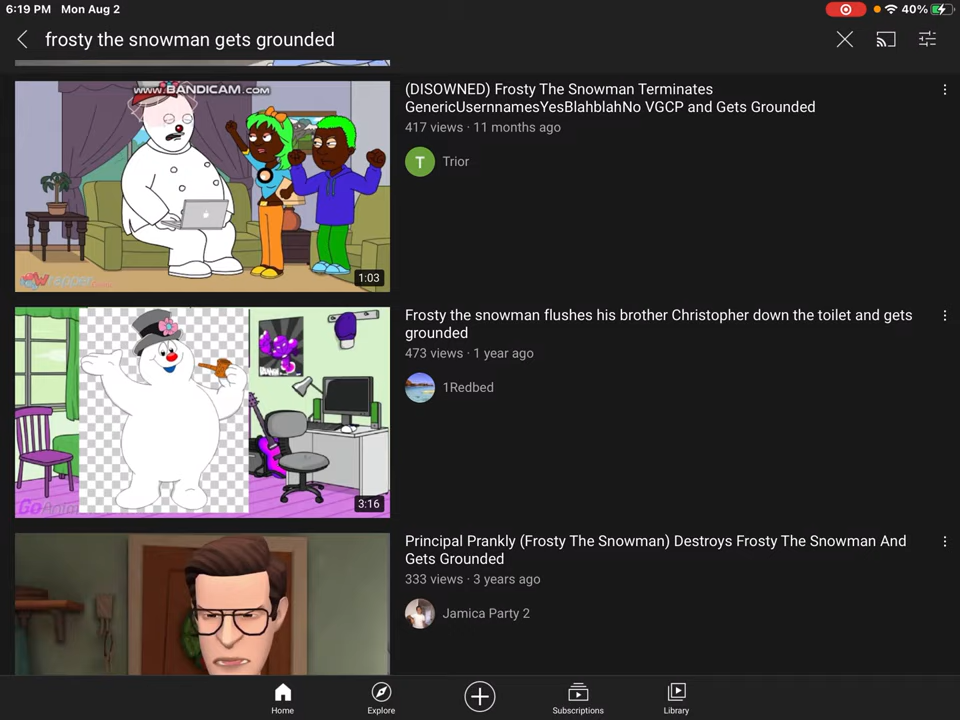 6:19 PM Mon Aug 2
40%
frosty the snowman gets grounded
WWW.BANDICAM.COM
1:03
(DISOWNED) Frosty The Snowman Terminates
GenericUsernnamesYesBlahblahNo VGCP and Gets Grounded
417 views · 11 months ago
T
Trior
GoAnim
3:16
Frosty the snowman flushes his brother Christopher down the toilet and gets
grounded
473 views · 1 year ago
1Redbed
Principal Prankly (Frosty The Snowman) Destroys Frosty The Snowman And
Gets Grounded
333 views · 3 years ago
Jamica Party 2
Home
Explore
Subscriptions
Library